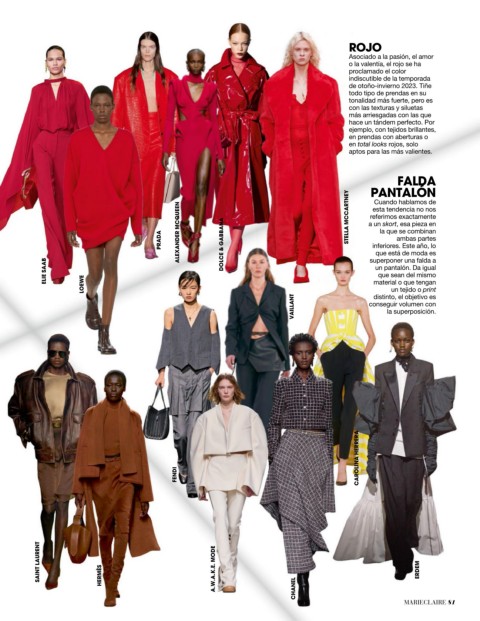 ROJO
Asociado a la pasión, el amor
o la valentía, el rojo se ha
proclamado el color
indiscutible de la temporada
de otoño-invierno 2023. Tiñe
todo tipo de prendas en su
tonalidad más fuerte, pero es
con las texturas y siluetas
más arriesgadas con las que
hace un tándem perfecto. Por
ejemplo, con tejidos brillantes,
en prendas con aberturas o
en total looks rojos, solo
aptos para las más valientes.
FALDA
PANTALÓN
Cuando hablamos de
esta tendencia no nos
referimos exactamente
a un skort, esa pieza en
la que se combinan
ambas partes
inferiores. Este año, lo
que está de moda es
superponer una falda a
un pantalón. Da igual
que sean del mismo
material o que tengan
un tejido o print
distinto, el objetivo es
conseguir volumen con
la superposición.
ELIE SAAB
LOEWE
PRADA
ALEXANDER MCQUEEN
DOLCE & GABBANA
STELLA MCCARTNEY
VAILLANT
SAINT LAURENT
HERMÈS
FENDI
A.W.A.K.E. MODE
CHANEL
CAROLINA HERRERA
ERDEM
MARIECLAIRE 81